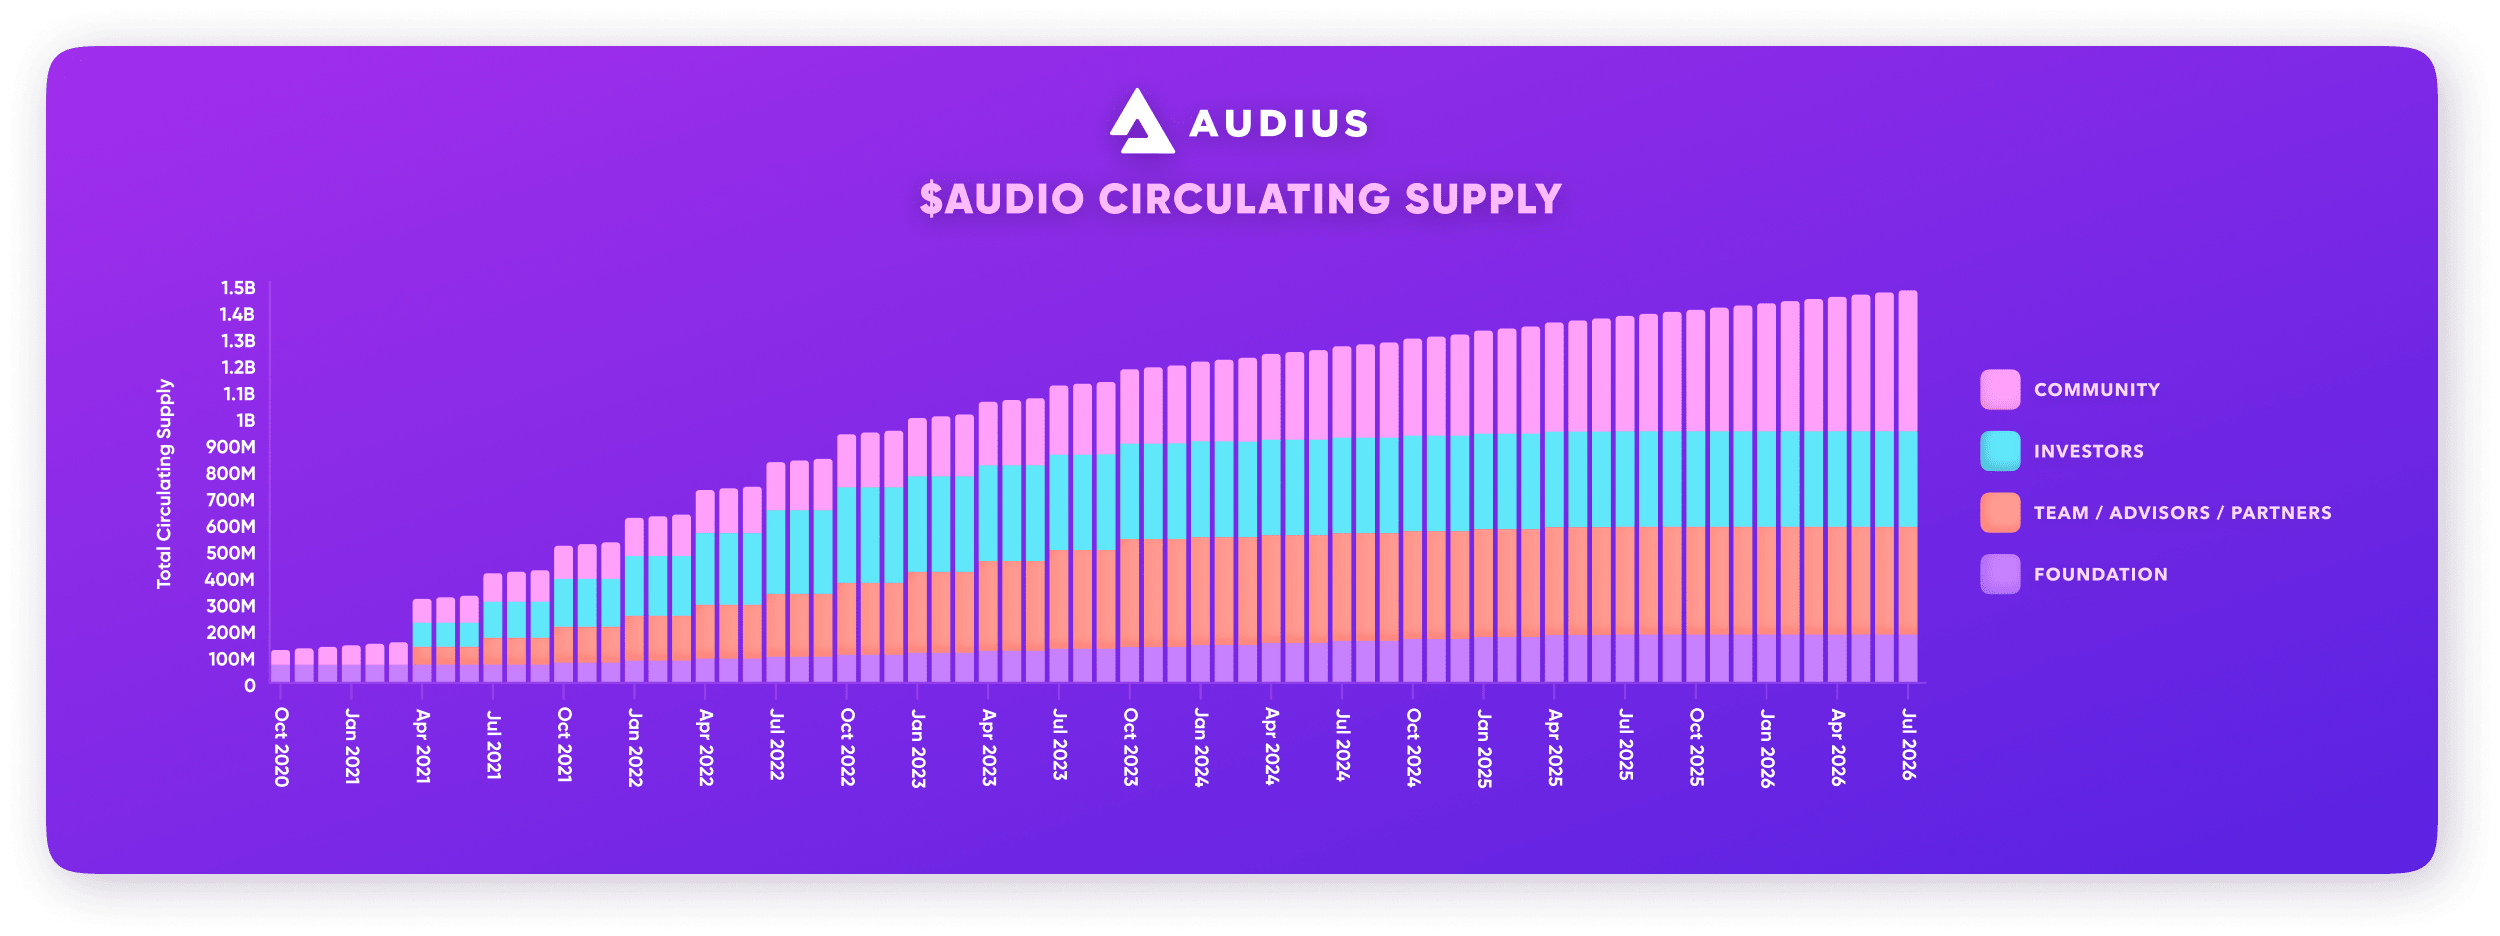 AUDIUS
$AUDIO CIRCULATING SUPPLY
Total Circulating Supply
1.5B
1.4B
1.3B
1.2B
1.1B
1B
900M
800M
700M
600M
500M
400M
300M
200M
100M
0
Oct 2020
Jan 2021
Apr 2021
Jul 2021
Oct 2021
Jan 2022
Apr 2022
Jul 2022
Oct 2022
Jan 2023
Apr 2023
Jul 2023
Oct 2023
Jan 2024
Apr 2024
Jul 2024
Oct 2024
Jan 2025
Apr 2025
Jul 2025
Oct 2025
Jan 2026
Apr 2026
Jul 2026
COMMUNITY
INVESTORS
TEAM / ADVISORS / PARTNERS
FOUNDATION